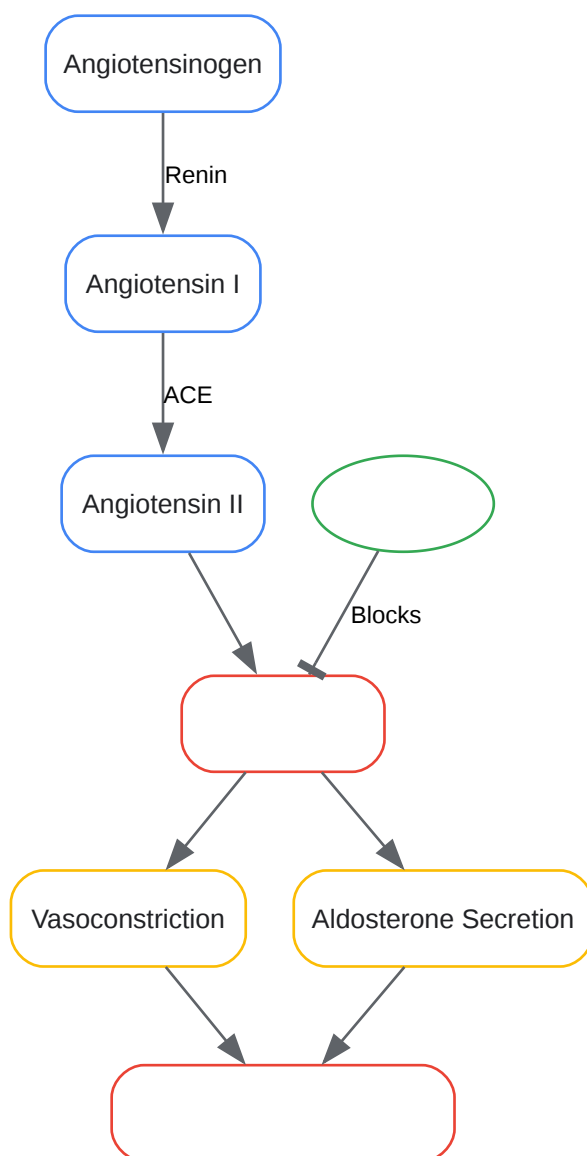 Angiotensinogen
Renin
Angiotensin I
ACE
Angiotensin II
Blocks
Vasoconstriction
Aldosterone Secretion